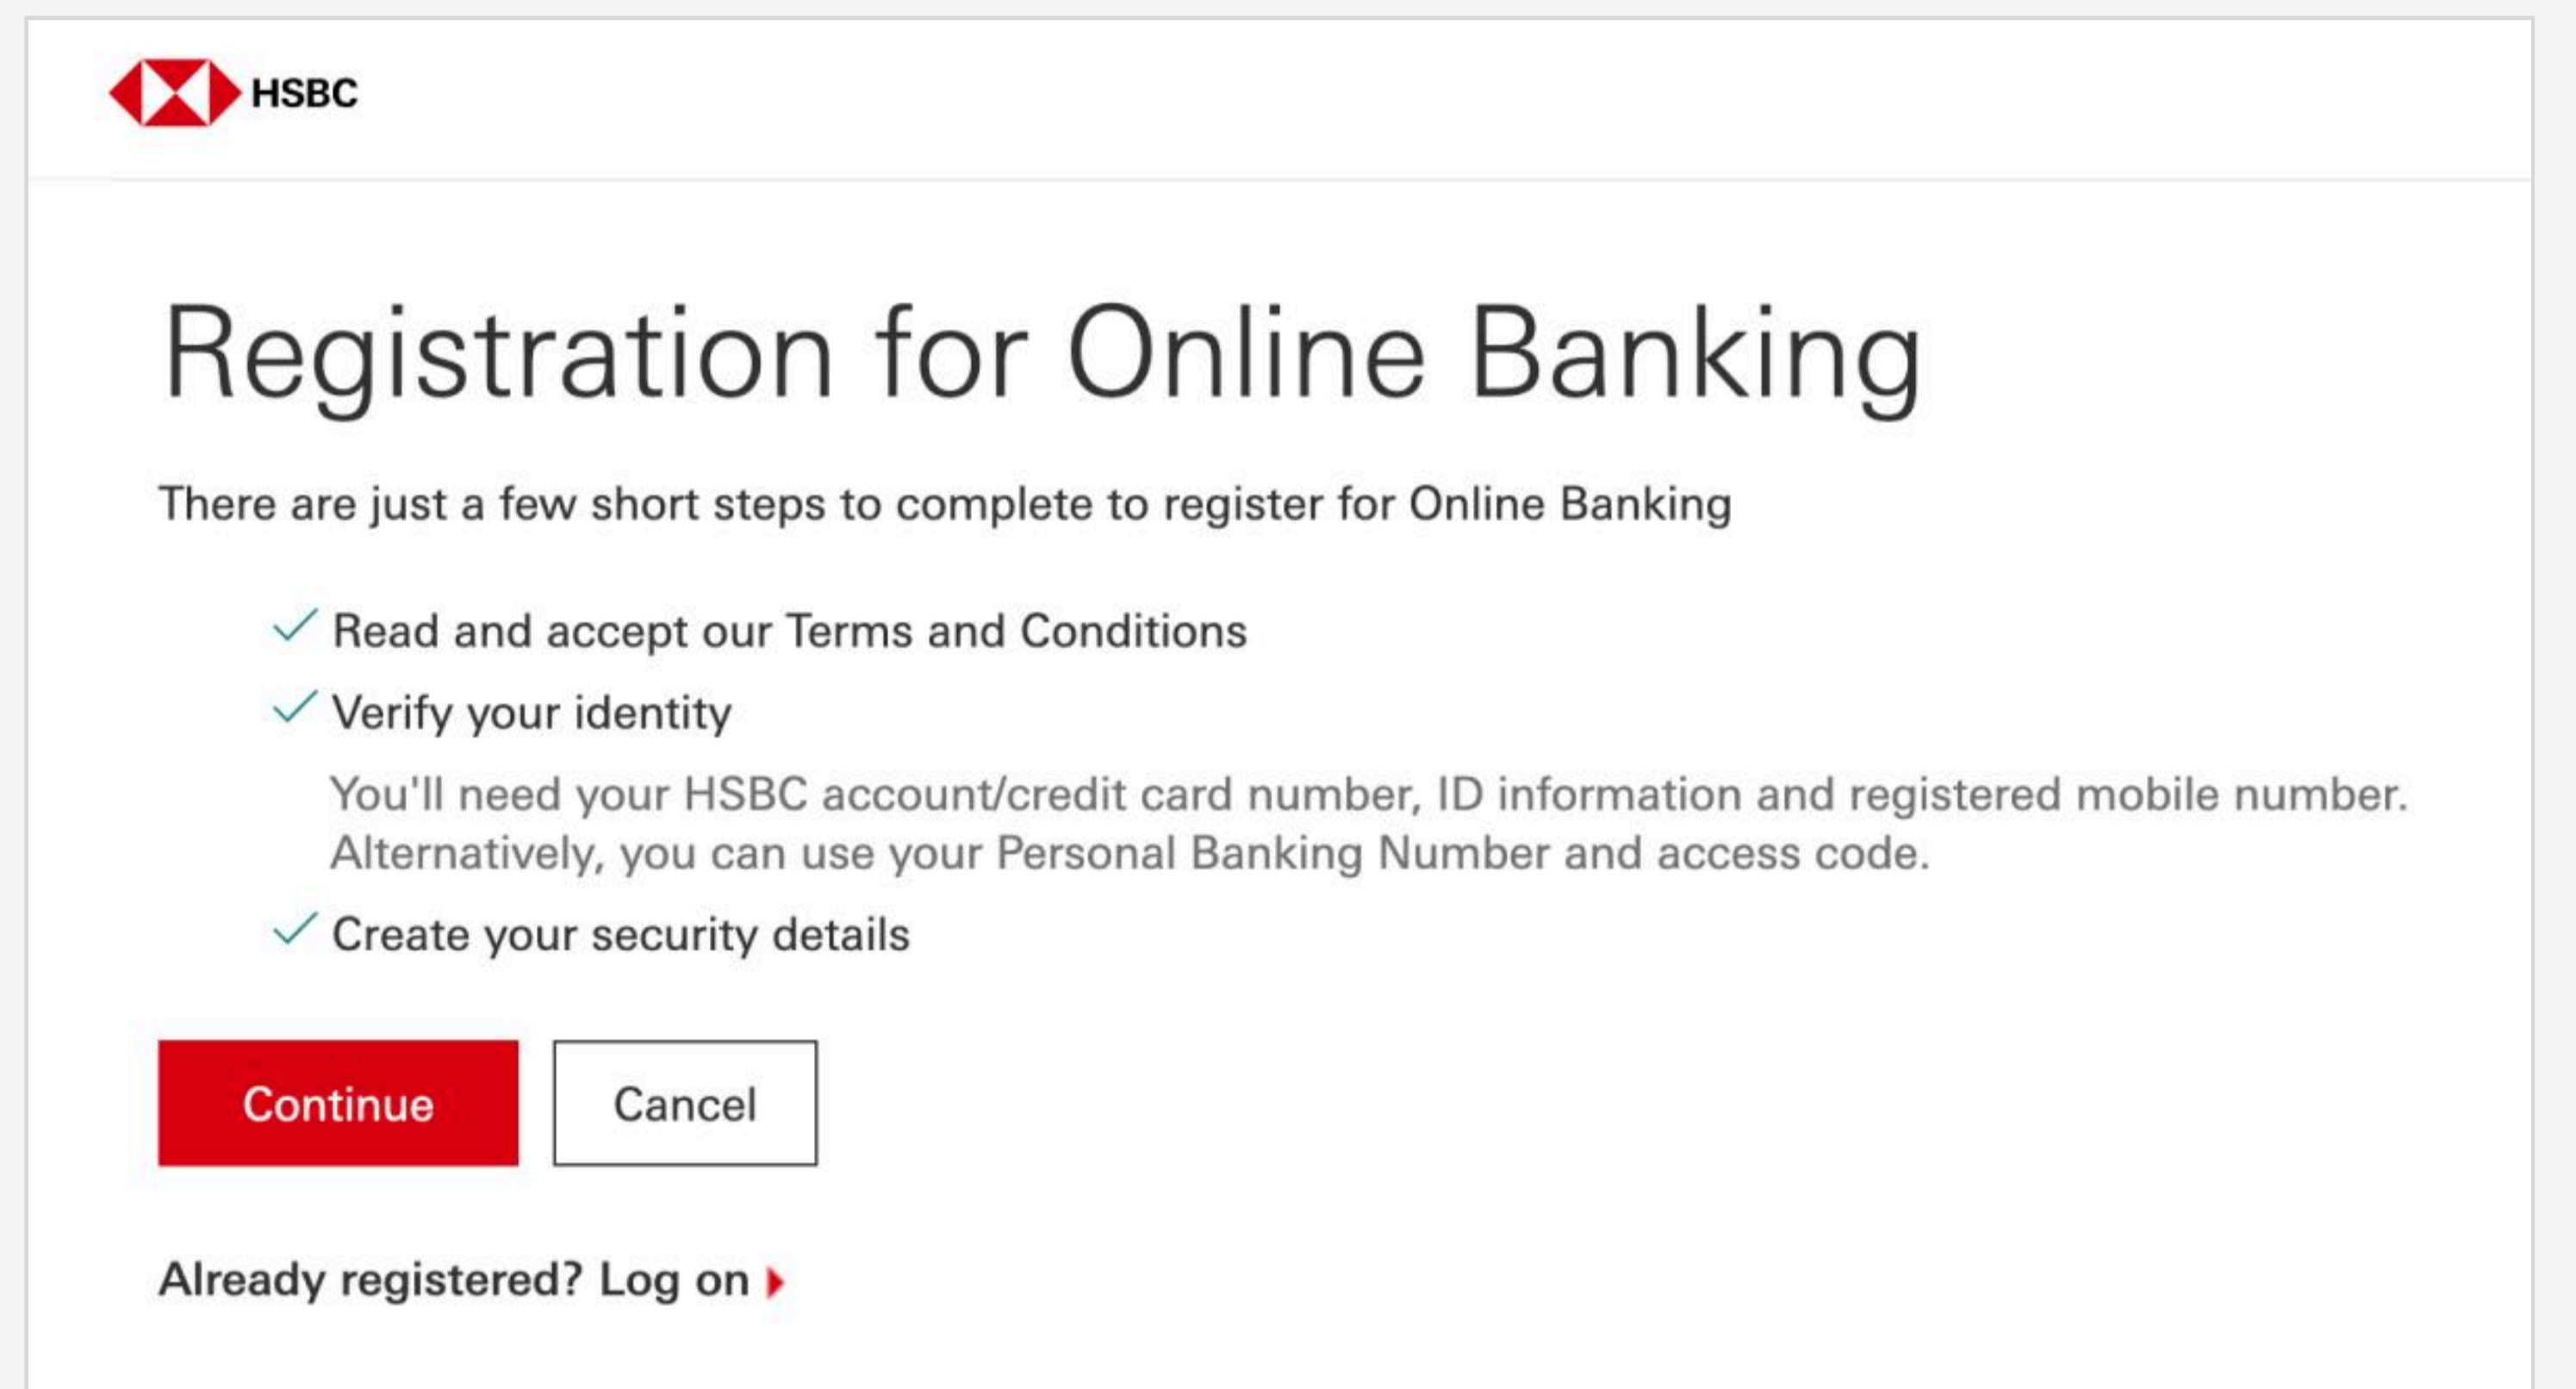 HSBC
Registration for Online Banking
There are just a few short steps to complete to register for Online Banking
Read and accept our Terms and Conditions
Verify your identity
You'll need your HSBC account/credit card number, ID information and registered mobile number.
Alternatively, you can use your Personal Banking Number and access code.
Create your security details
Continue
Cancel
Already registered? Log on